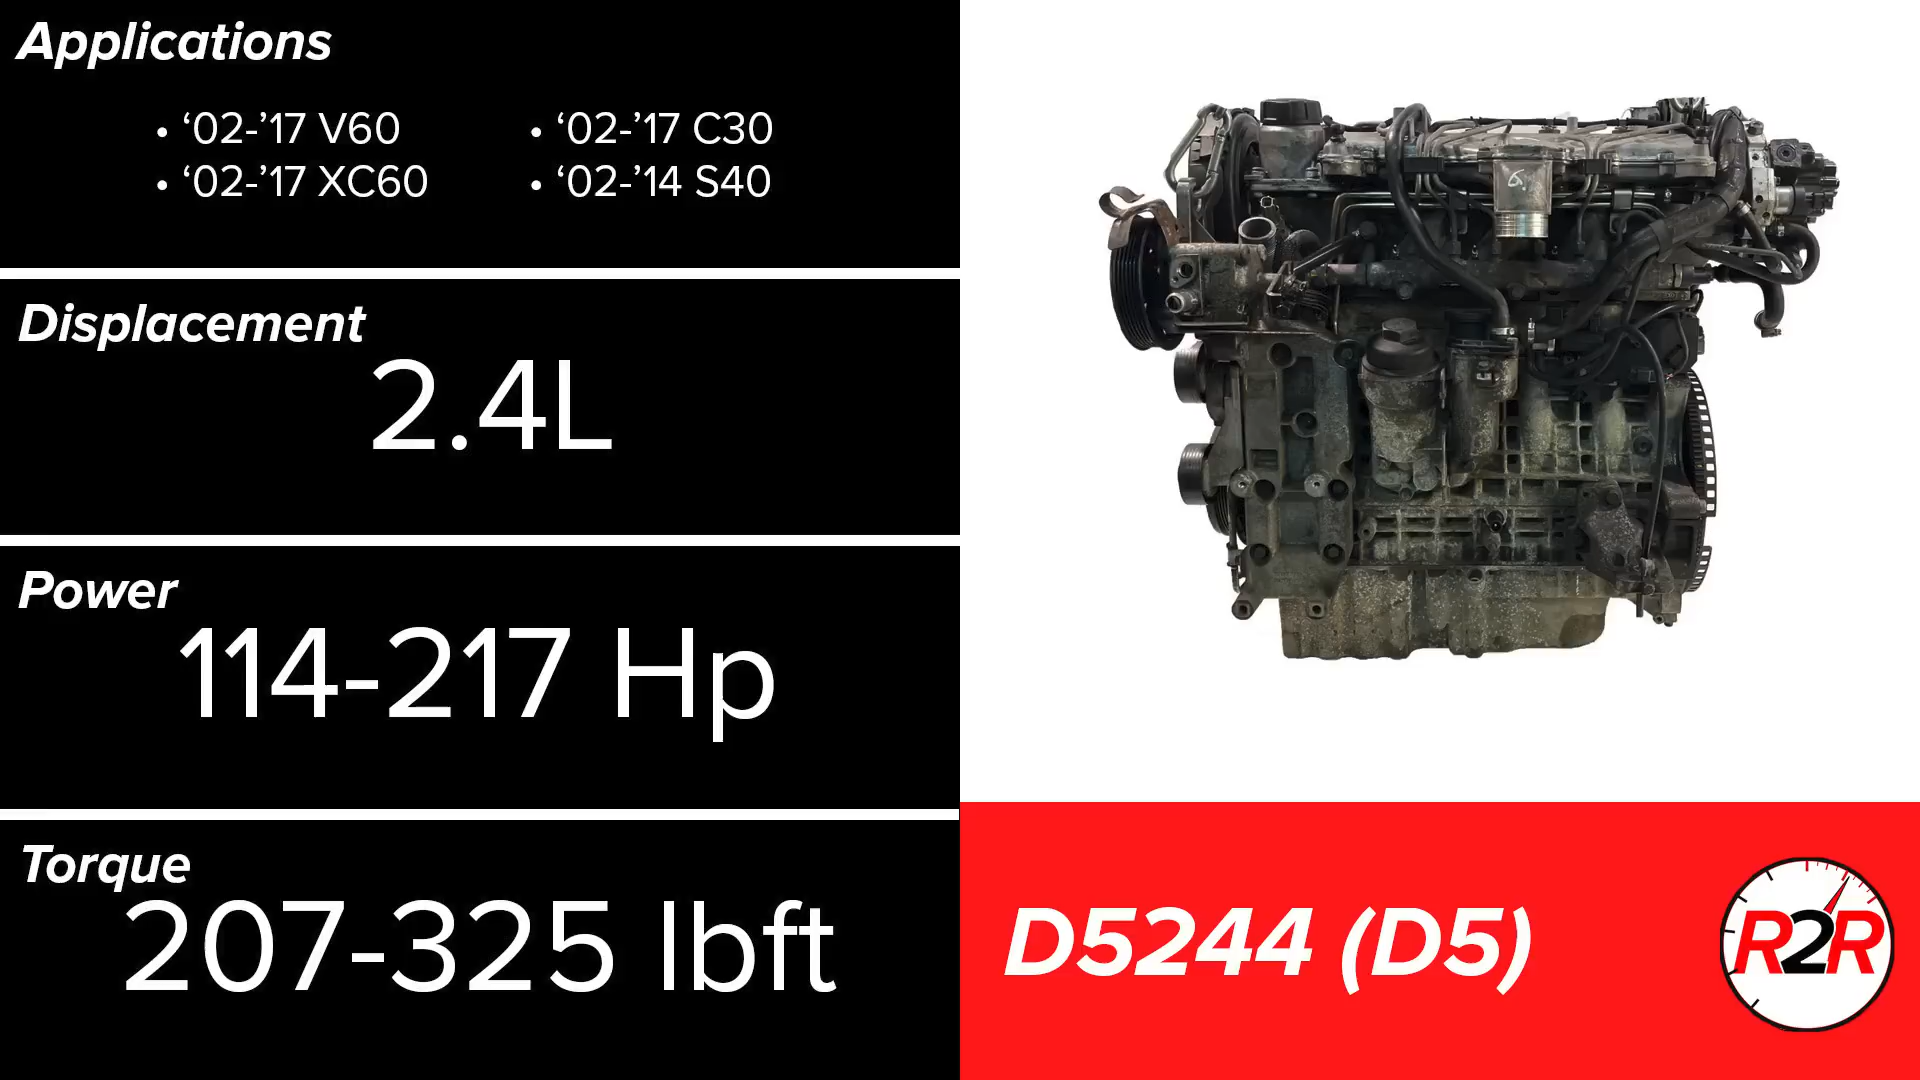 Applications
• ‘02-’17 V60
• ‘02-’17 XC60
• ‘02-’17 C30
• ‘02-’14 S40
Displacement
2.4L
Power
114-217 Hp
Torque
207-325 lbft
6.
D5244 (D5)
R2R